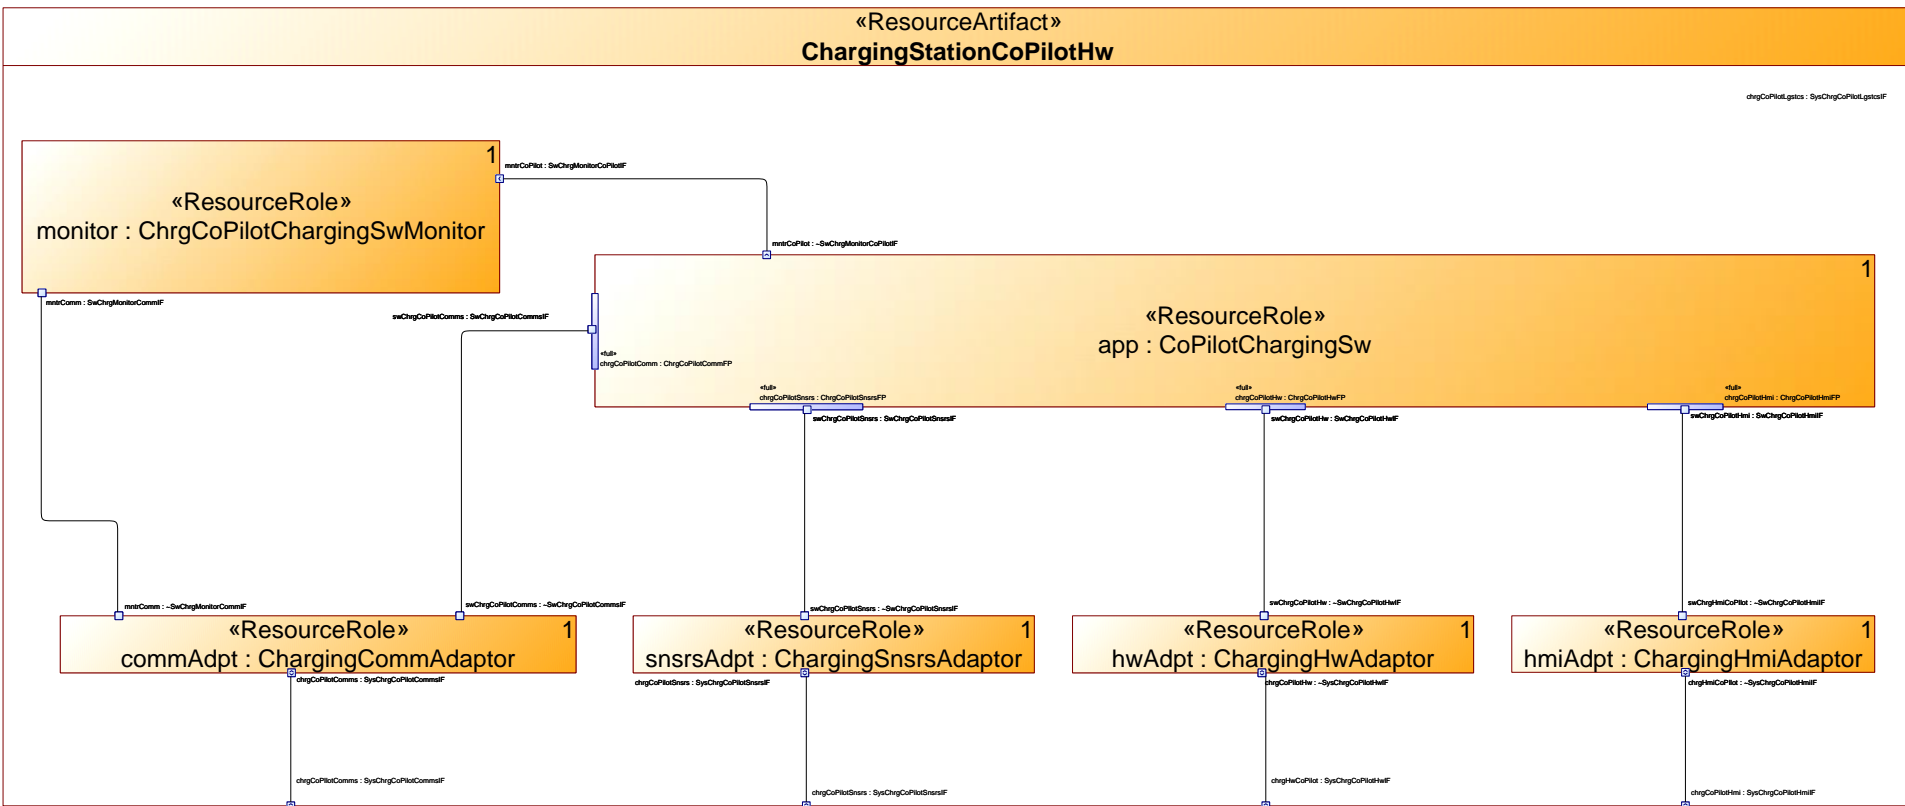 «ResourceArtifact»
ChargingStationCoPilotHw
chrgCoPilotLgstcs : SysChrgCoPilotLgstcsIF
1
mntrCoPilot : SwChrgMonitorCoPilotIF
«ResourceRole»
monitor : ChrgCoPilotChargingSwMonitor
mntrCoPilot : ~SwChrgMonitorCoPilotIF
1
mntrComm : SwChrgMonitorCommIF
swChrgCoPilotComms : SwChrgCoPilotCommsIF
«ResourceRole»
app : CoPilotChargingSw
«full»
chrgCoPilotComm : ChrgCoPilotCommFP
«full»
chrgCoPilotSnsrs : ChrgCoPilotSnsrsFP
«full»
chrgCoPilotHw : ChrgCoPilotHwFP
«full»
chrgCoPilotHmi : ChrgCoPilotHmiFP
swChrgCoPilotSnsrs : SwChrgCoPilotSnsrsIF
swChrgCoPilotHw : SwChrgCoPilotHwIF
swChrgCoPilotHmi : SwChrgCoPilotHmiIF
mntrComm : ~SwChrgMonitorCommIF
swChrgCoPilotComms : ~SwChrgCoPilotCommsIF
swChrgCoPilotSnsrs : ~SwChrgCoPilotSnsrsIF
swChrgCoPilotHw : ~SwChrgCoPilotHwIF
swChrgHmiCoPilot : ~SwChrgCoPilotHmiIF
«ResourceRole» 1
commAdpt : ChargingCommAdaptor
«ResourceRole» 1
snsrsAdpt : ChargingSnsrsAdaptor
«ResourceRole» 1
hwAdpt : ChargingHwAdaptor
«ResourceRole» 1
hmiAdpt : ChargingHmiAdaptor
chrgCoPilotComms : SysChrgCoPilotCommsIF
chrgCoPilotSnsrs : SysChrgCoPilotSnsrsIF
chrgCoPilotHw : ~SysChrgCoPilotHwIF
chrgHmiCoPilot : ~SysChrgCoPilotHmiIF
chrgCoPilotComms : SysChrgCoPilotCommsIF
chrgCoPilotSnsrs : SysChrgCoPilotSnsrsIF
chrgHwCoPilot : SysChrgCoPilotHwIF
chrgCoPilotHmi : SysChrgCoPilotHmiIF